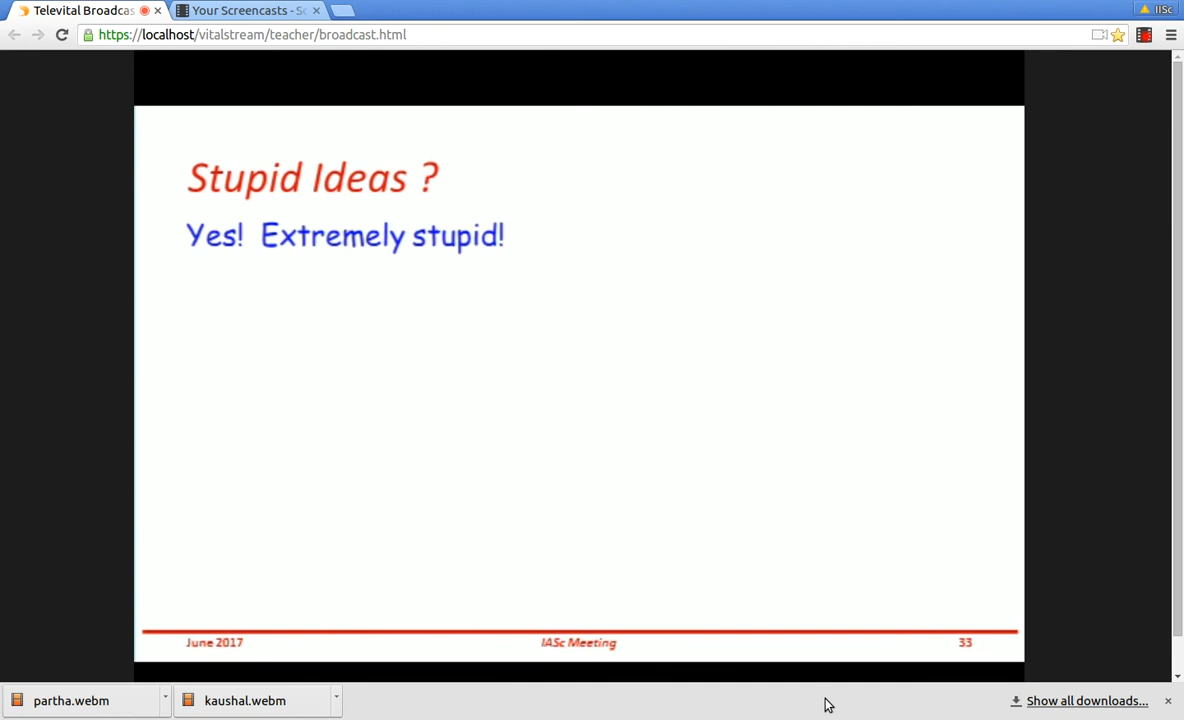 Televital Broadcas
Your Screencasts - Sc
IISc
https://localhost/vitalstream/teacher/broadcast.html
Stupid Ideas ?
Yes! Extremely stupid!
June 2017 IASc Meeting 33
partha.webm kaushal.webm Show all downloads...